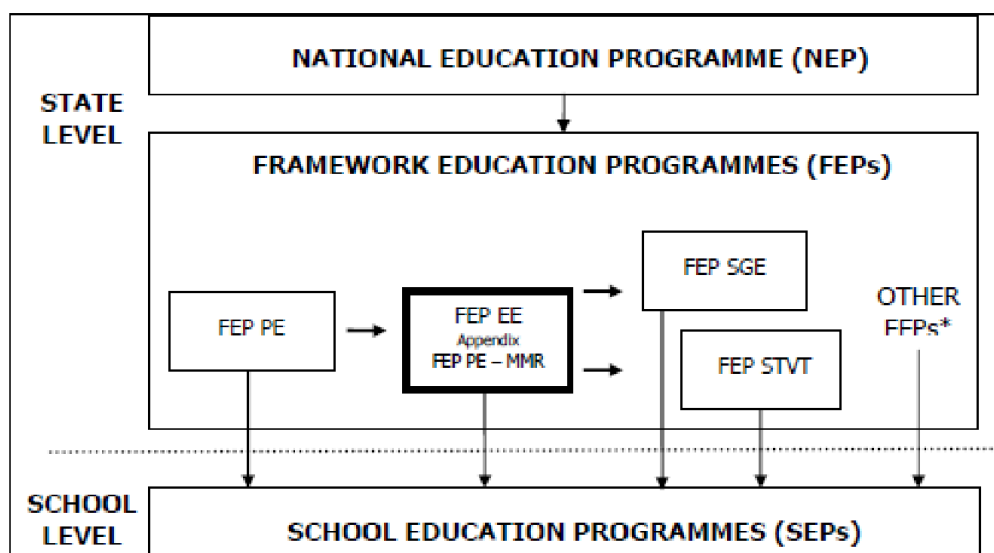 NATIONAL EDUCATION PROGRAMME (NEP)
STATE
LEVEL
FRAMEWORK EDUCATION PROGRAMMES (FEPs)
FEP SGE
FEP PE
FEP EE
Appendix
FEP PE – MMR
OTHER
FEPs*
FEP STVT
SCHOOL
LEVEL
SCHOOL EDUCATION PROGRAMMES (SEPs)